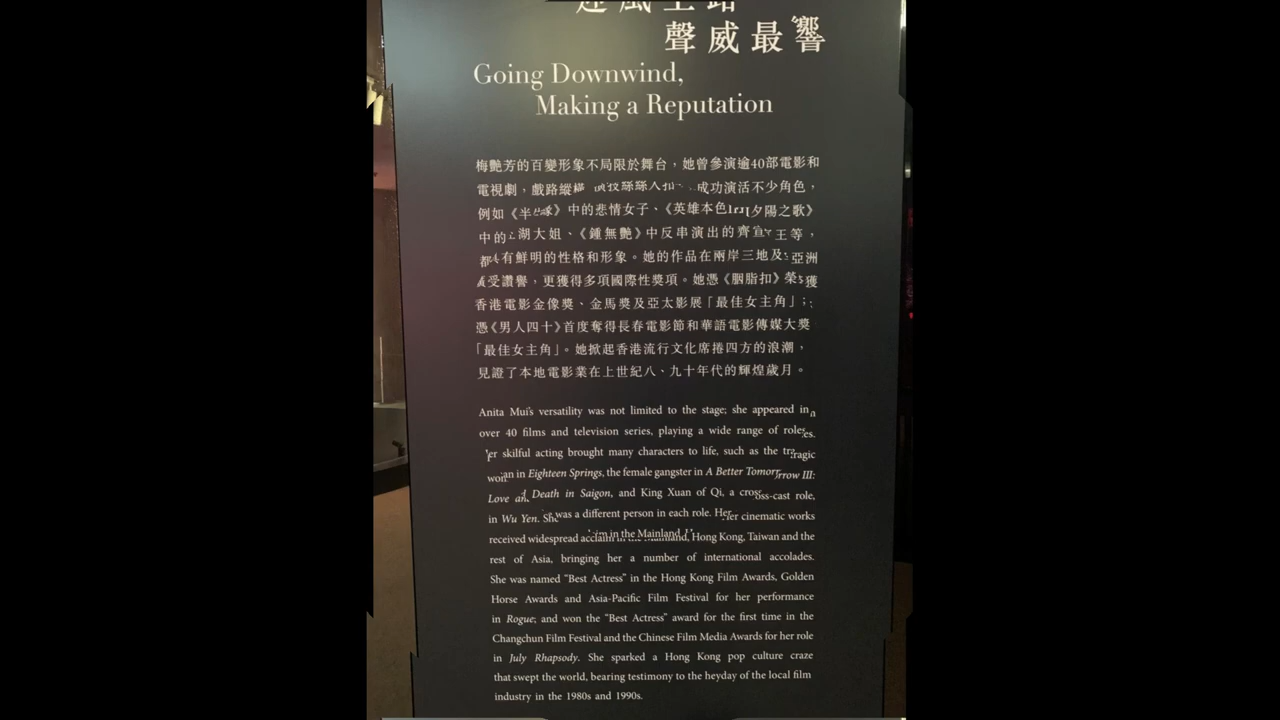 聲威最響
Going Downwind,
Making a Reputation
梅艷芳的百變形象不局限於舞台，她曾參演逾40部電影和
電視劇，戲路縱橫 成功演活不少角色，
例如《半 》中的悲情女子、《英雄本色 夕陽之歌》
中的 湖大姐、《鍾無艷》中反串演出的齊宣王等，
都 有鮮明的性格和形象。她的作品在兩岸三地及 亞洲
受讚譽，更獲得多項國際性獎項。她憑《胭脂扣》榮獲
香港電影金像獎、金馬獎及亞太影展「最佳女主角」；
憑《男人四十》首度奪得長春電影節和華語電影傳媒大獎
「最佳女主角」。她掀起香港流行文化席捲四方的浪潮，
見證了本地電影業在上世紀八、九十年代的輝煌歲月。
Anita Mui's versatility was not limited to the stage; she appeared in
over 40 films and television series, playing a wide range of roles.
skilful acting brought many characters to life, such as the tragic
in Eighteen Springs, the female gangster in A Better Tomorrow III:
Love and Death in Saigon, and King Xuan of Qi, a cross-cast role,
in Wu Yen. She was a different person in each role. Her cinematic works
received widespread acclaim in the Mainland, Hong Kong, Taiwan and the
rest of Asia, bringing her a number of international accolades.
She was named “Best Actress” in the Hong Kong Film Awards, Golden
Horse Awards and Asia-Pacific Film Festival for her performance
in Rogue; and won the “Best Actress” award for the first time in the
Changchun Film Festival and the Chinese Film Media Awards for her role
in July Rhapsody. She sparked a Hong Kong pop culture craze
that swept the world, bearing testimony to the heyday of the local film
industry in the 1980s and 1990s.